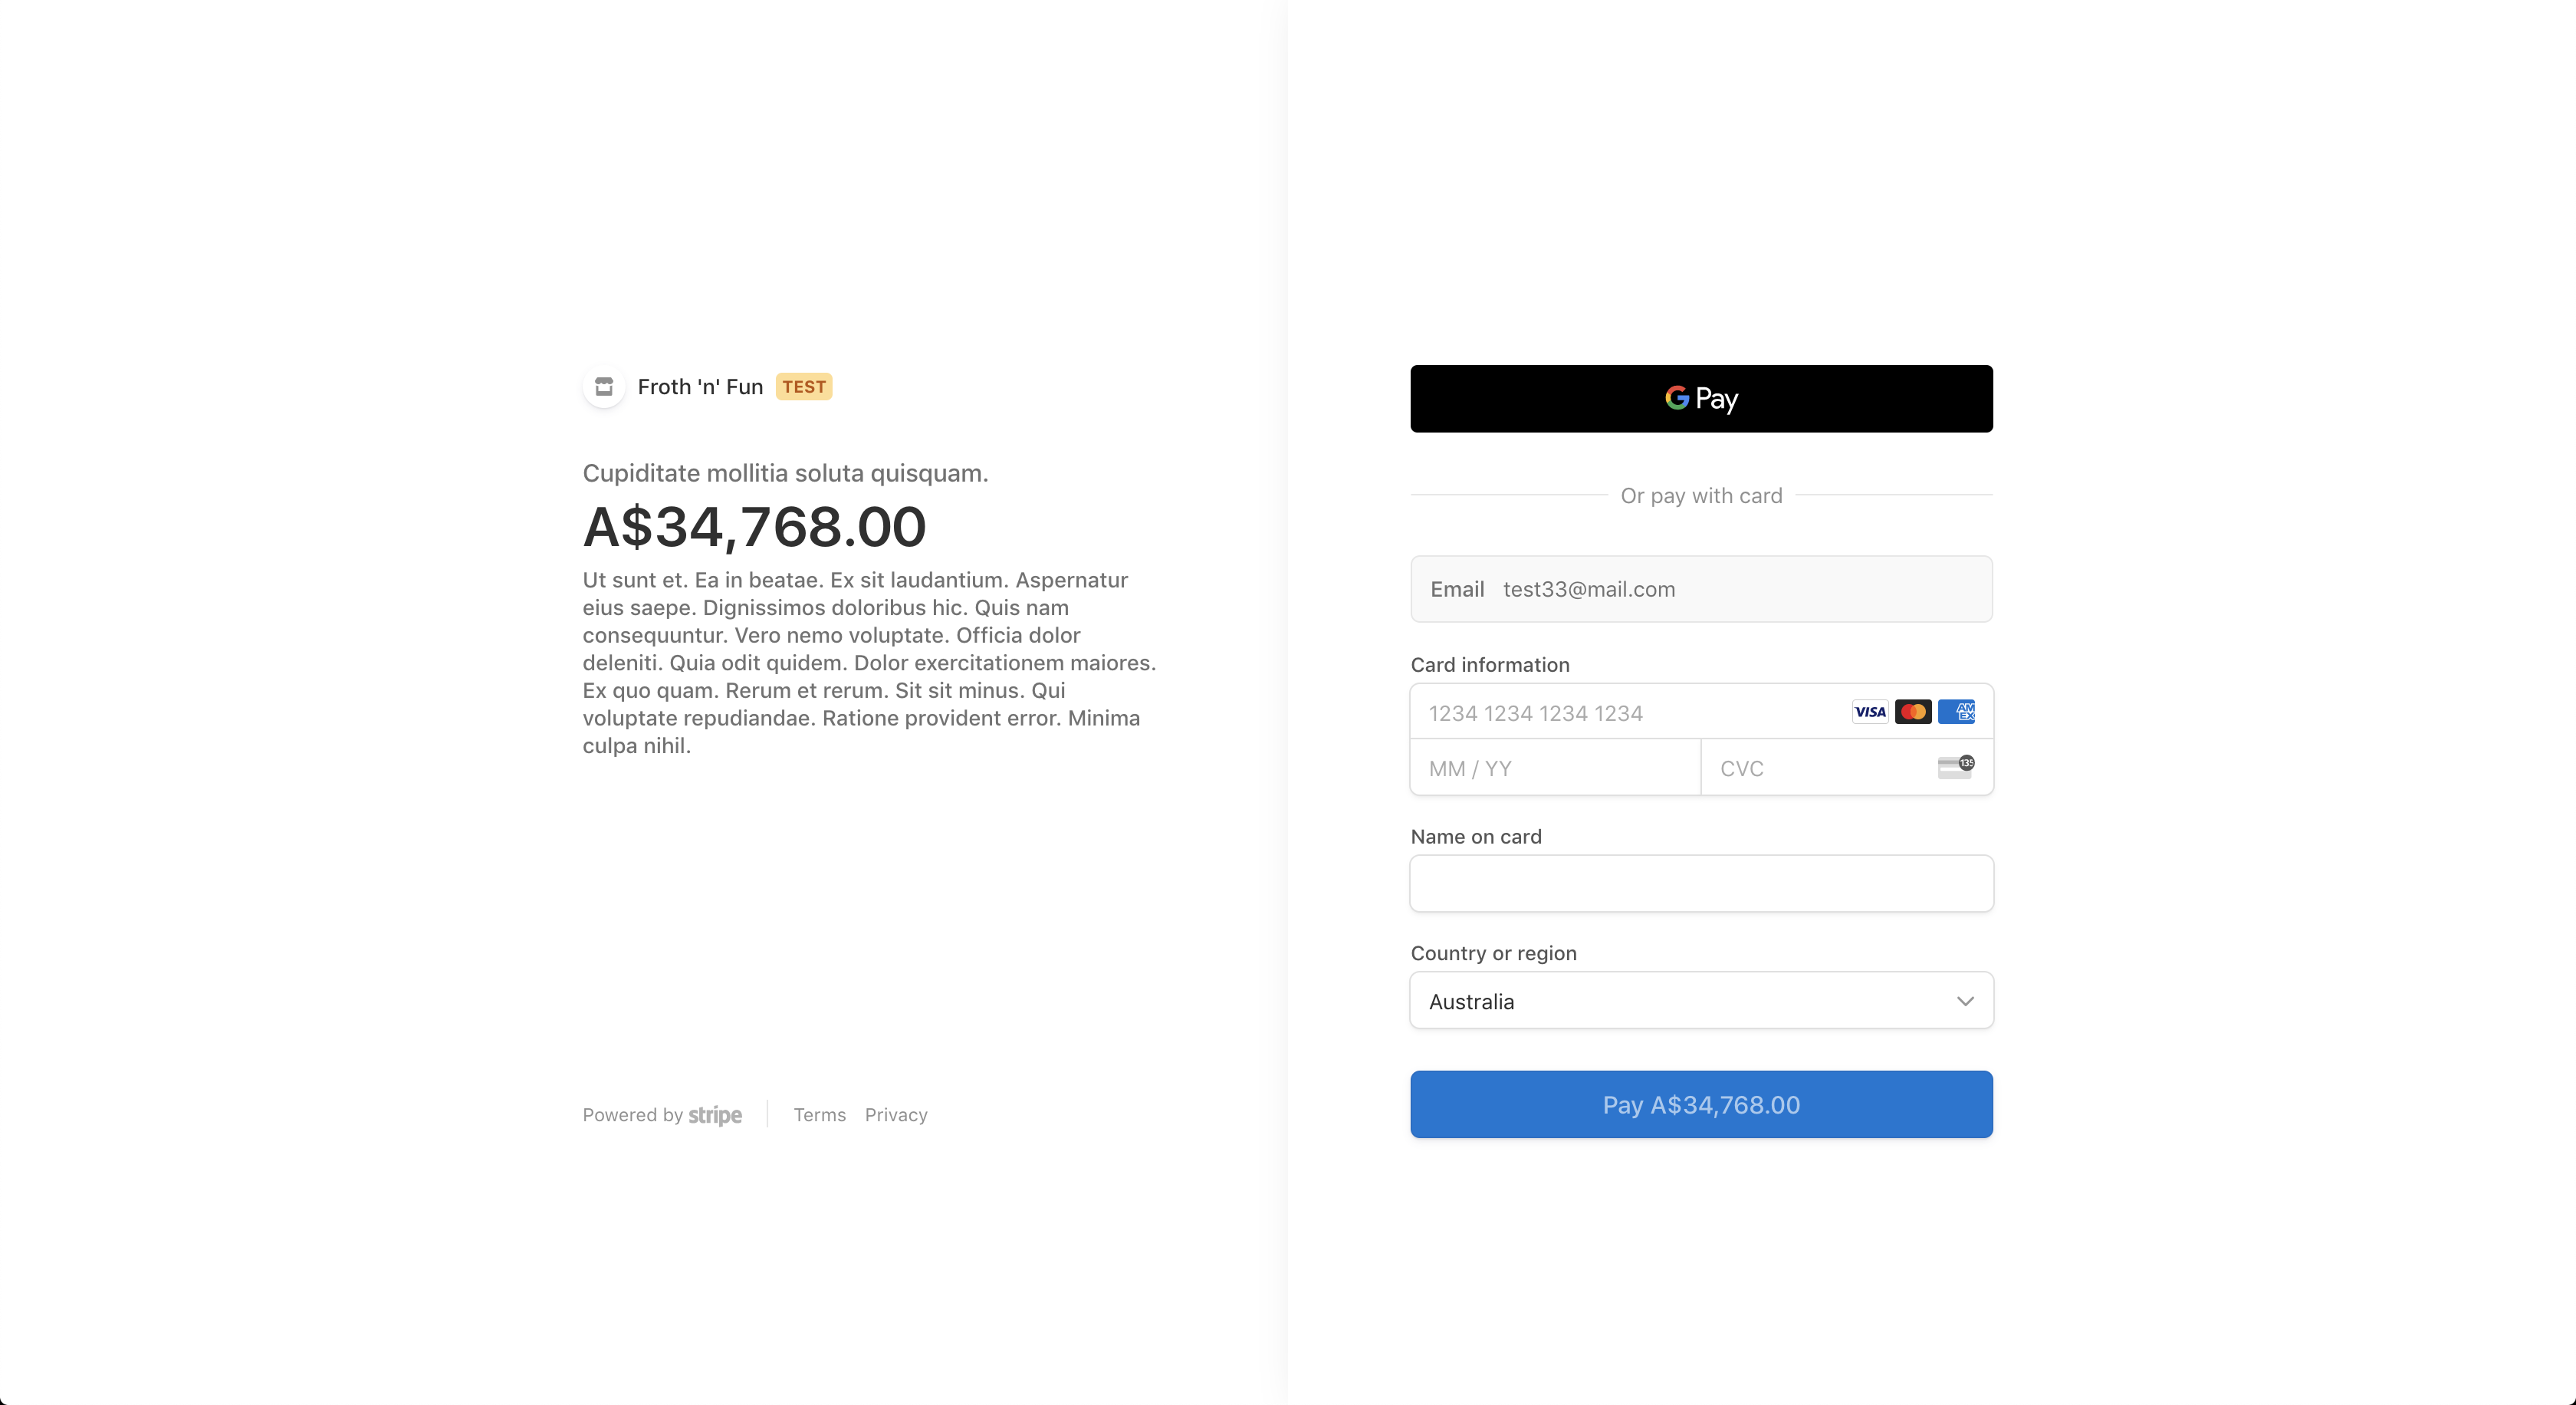 Froth 'n' Fun TEST
Cupiditate mollitia soluta quisquam.
A$34,768.00
Ut sunt et. Ea in beatae. Ex sit laudantium. Aspernatur
eius saepe. Dignissimos doloribus hic. Quis nam
consequuntur. Vero nemo voluptate. Officia dolor
deleniti. Quia odit quidem. Dolor exercitationem maiores.
Ex quo quam. Rerum et rerum. Sit sit minus. Qui
voluptate repudiandae. Ratione provident error. Minima
culpa nihil.
Powered by stripe
Terms Privacy
G Pay
Or pay with card
Email test33@mail.com
Card information
1234 1234 1234 1234 VISA AMEX
MM / YY
CVC 135
Name on card
Country or region
Australia
Pay A$34,768.00